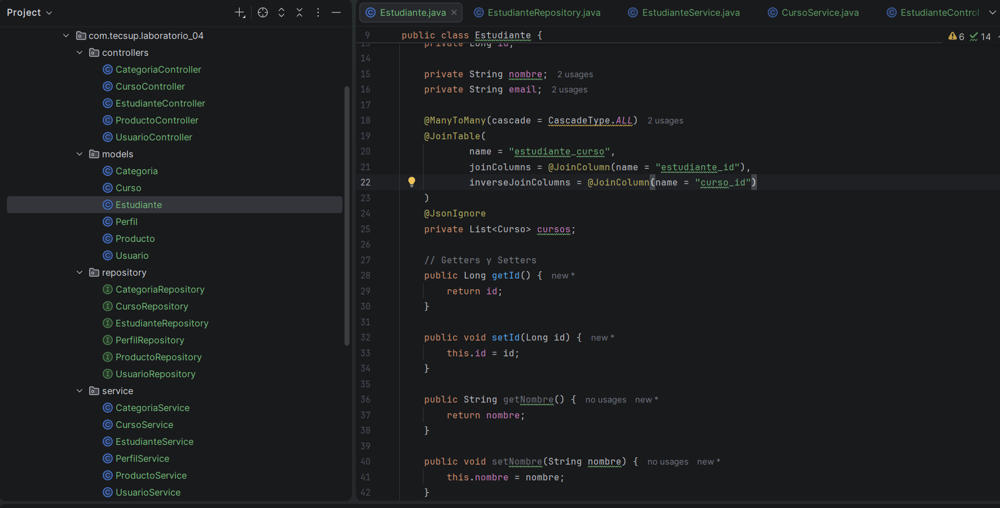 Project
com.tecsup.laboratorio_04
controllers
CategoriaController
CursoController
EstudianteController
ProductoController
UsuarioController
models
Categoria
Curso
Estudiante
Perfil
Producto
Usuario
repository
CategoriaRepository
CursoRepository
EstudianteRepository
PerfilRepository
ProductoRepository
UsuarioRepository
service
CategoriaService
CursoService
EstudianteService
PerfilService
ProductoService
UsuarioService
Estudiante.java EstudianteRepository.java EstudianteService.java CursoService.java EstudianteControl
9 public class Estudiante { 6 14
13 private Long id;
14
15 private String nombre; 2 usages
16 private String email; 2 usages
17
18 @ManyToMany(cascade = CascadeType.ALL) 2 usages
19 @JoinTable(
20 name = "estudiante_curso",
21 joinColumns = @JoinColumn(name = "estudiante_id"),
22 inverseJoinColumns = @JoinColumn(name = "curso_id")
23 )
24 @JsonIgnore
25 private List<Curso> cursos;
26
27 // Getters y Setters
28 public Long getId() { new *
29 return id;
30 }
31
32 public void setId(Long id) { new *
33 this.id = id;
34 }
35
36 public String getNombre() { no usages new *
37 return nombre;
38 }
39
40 public void setNombre(String nombre) { no usages new *
41 this.nombre = nombre;
42 }